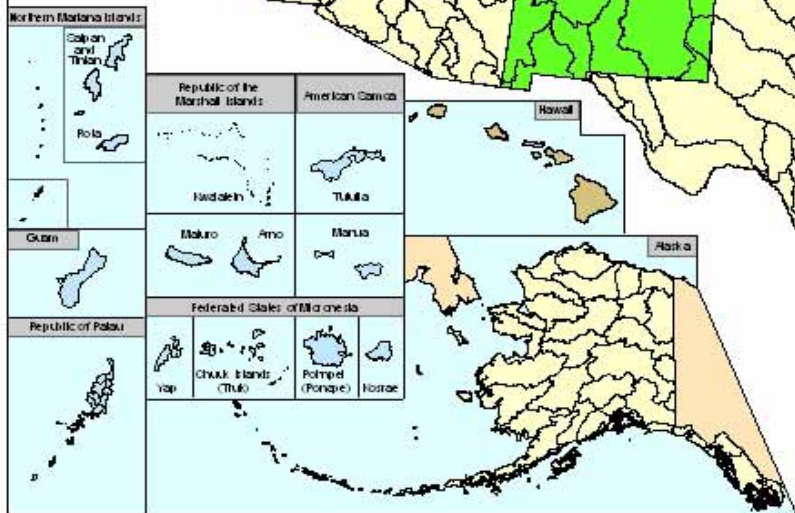 Northern Mariana Islands
Saipan
and
Tinian
Rota
Republic of the
Marshall Islands
American Samoa
Hawaii
Kwajalein
Tutuila
Guam
Majuro
Arno
Manua
Alaska
Federated States of Micronesia
Republic of Palau
Yap
Chuuk Islands
(Truk)
Pohnpei
(Ponape)
Kosrae